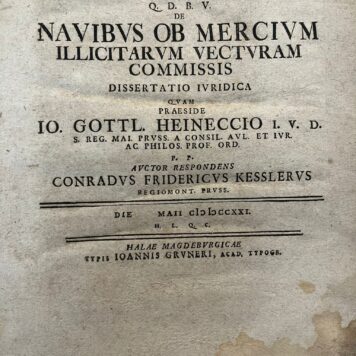 Q. D. B. V.
DE
NAVIBVS OB MERCIVM
ILLICITARVM VECTVRAM
COMMISSIS
DISSERTATIO IVRIDICA
QVAM
PRAESIDE
IO. GOTTL. HEINECCIO I. V. D.
S. REG. MAI. PRVSS. A CONSIL. AVL. ET IVR.
AC PHILOS. PROF. ORD.
P. P.
AVCTOR RESPONDENS
CONRADVS FRIDERICVS KESSLERVS
REGIOMONT. PRVSS.
DIE MAII CIↃIↃCCXXI.
H. L. Q. C.
HALAE MAGDEBVRGICAE
TYPIS IOANNIS GRVNERI, ACAD. TYPOGR.